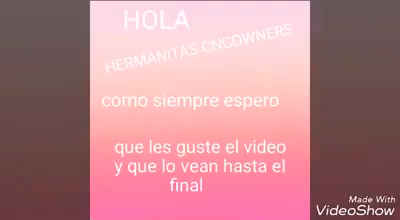 HOLA
HERMANITAS CNCOWNERS
como siempre espero
que les guste el video
y que lo vean hasta el
final
Made With
VideoShow